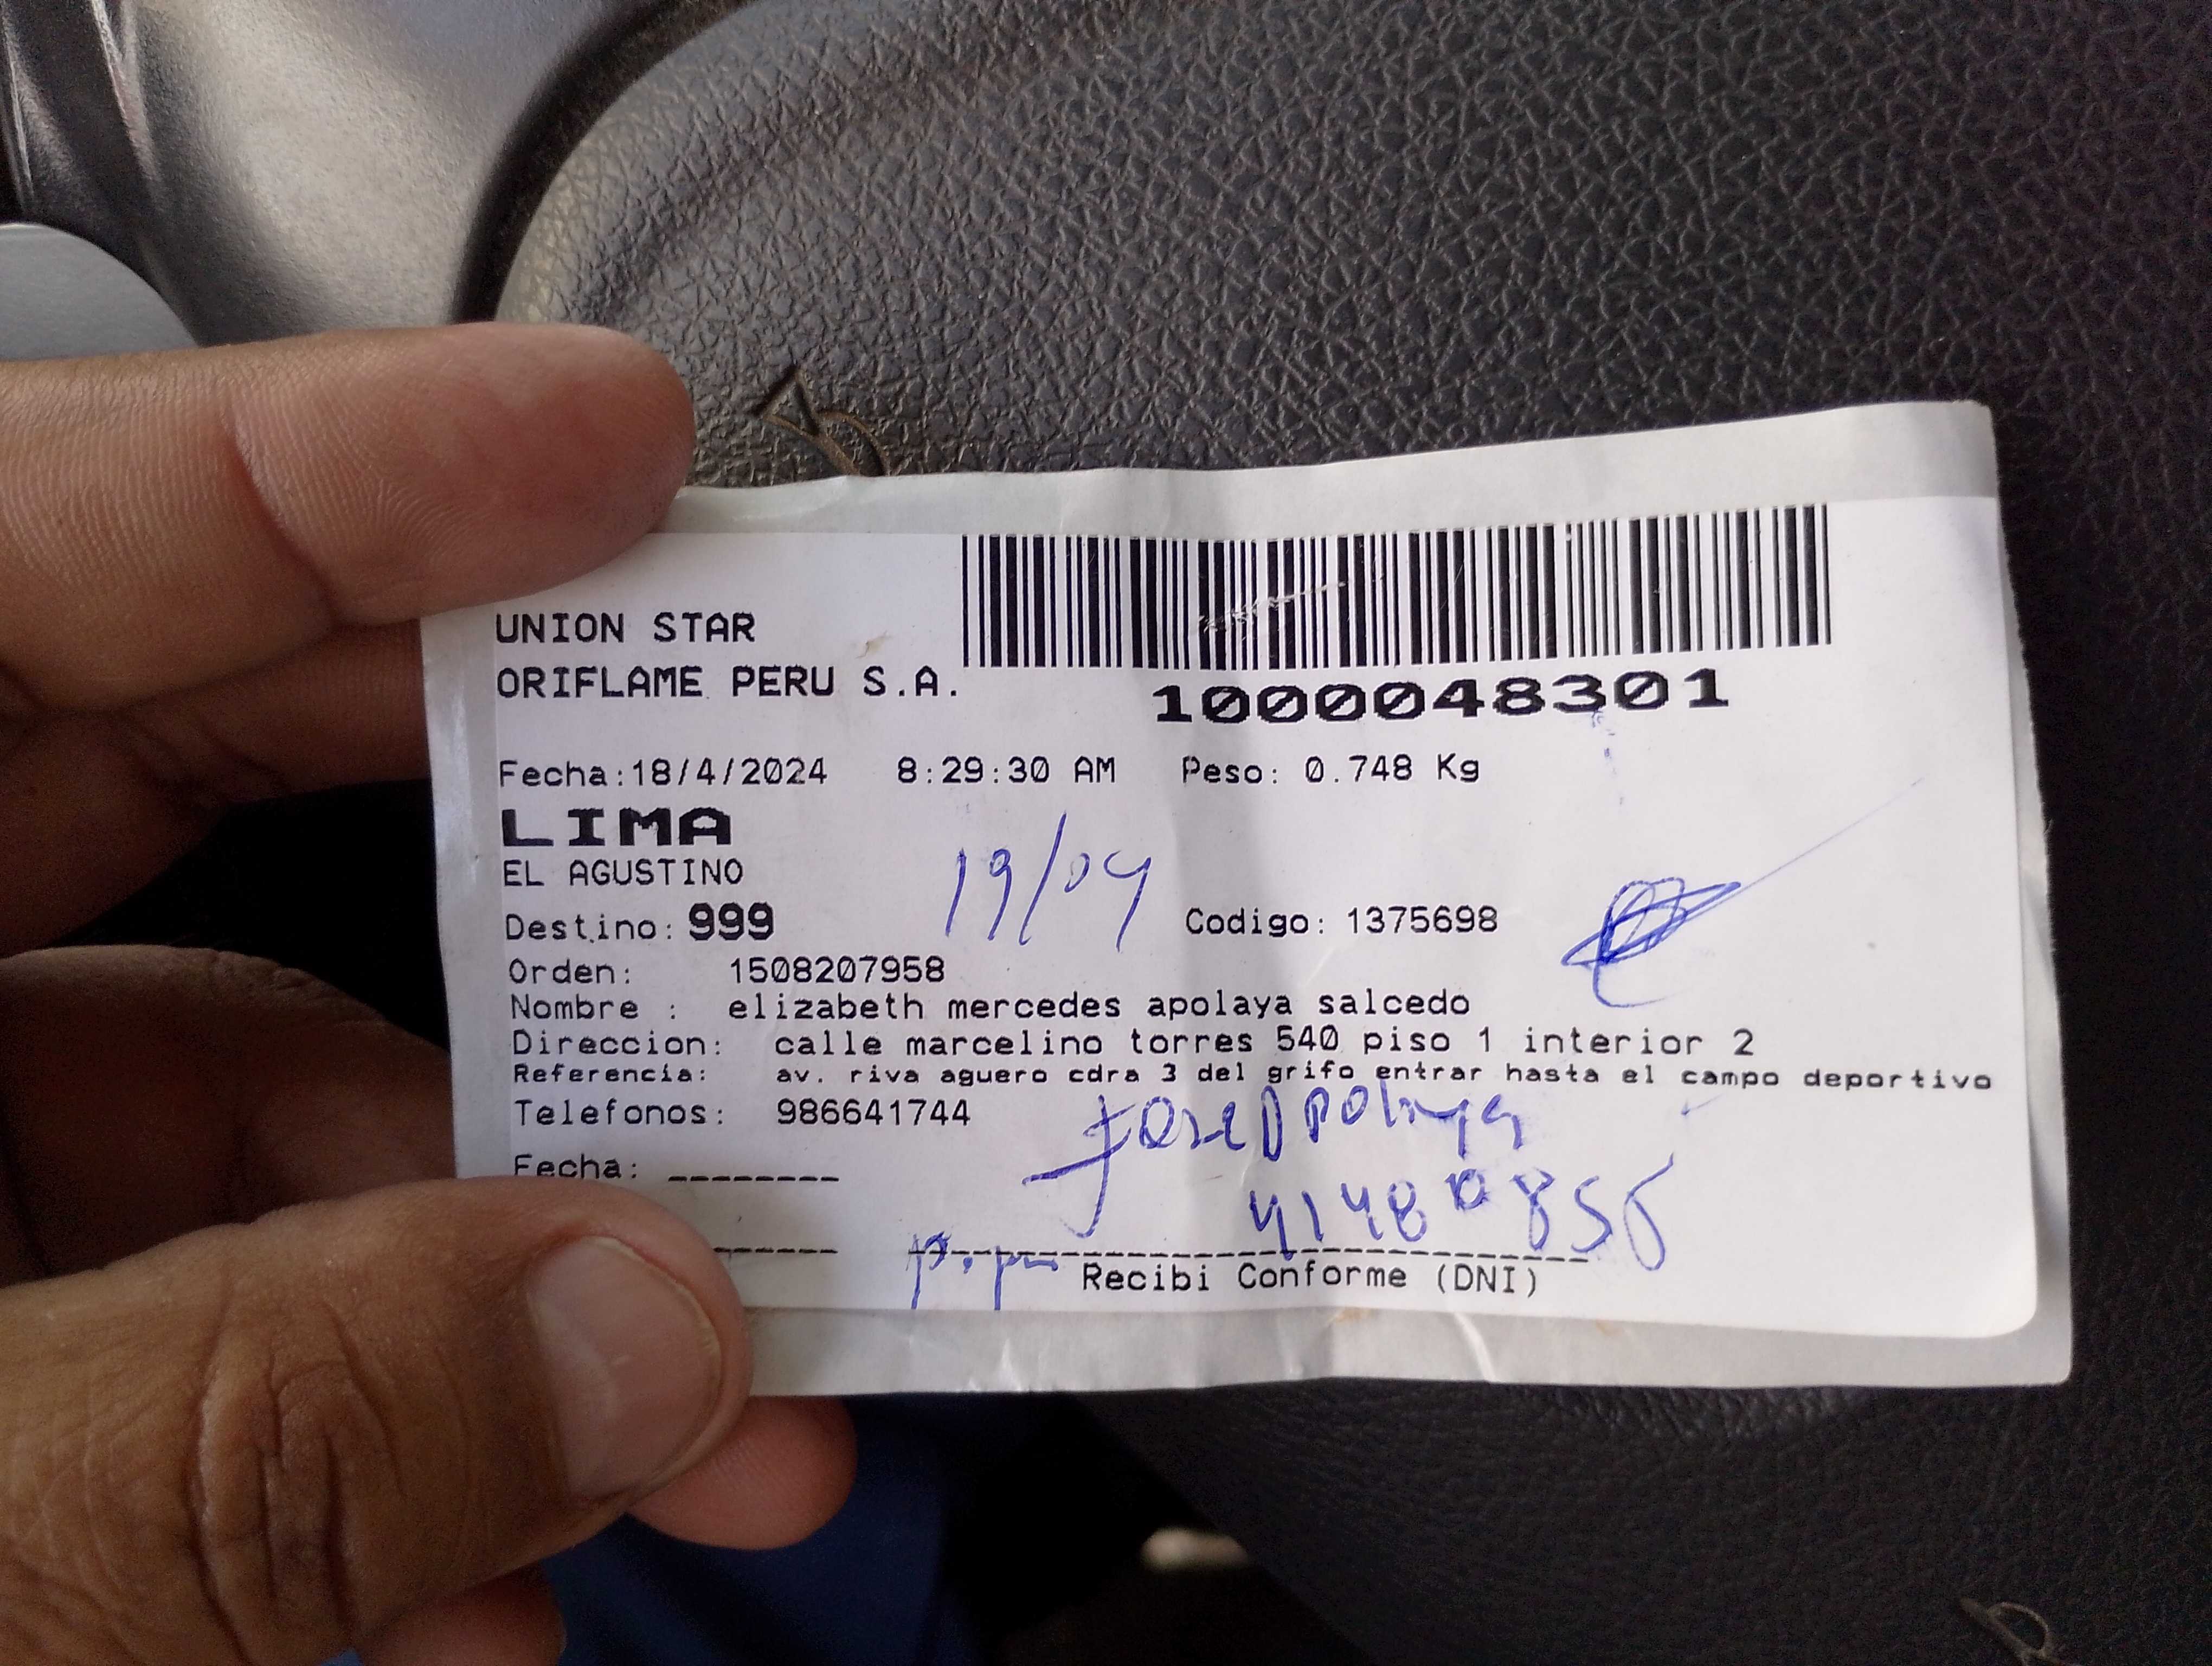 UNION STAR
ORIFLAME PERU S.A.
1000048301
Fecha:18/4/2024 8:29:30 AM Peso: 0.748 Kg
LIMA
EL AGUSTINO
19/04
Destino: 999 Codigo: 1375698
Orden: 1508207958
Nombre : elizabeth mercedes apolaya salcedo
Direccion: calle marcelino torres 540 piso 1 interior 2
Referencia: av. riva aguero cdra 3 del grifo entrar hasta el campo deportivo
Telefonos: 986641744
Fecha: ________
Recibi Conforme (DNI)